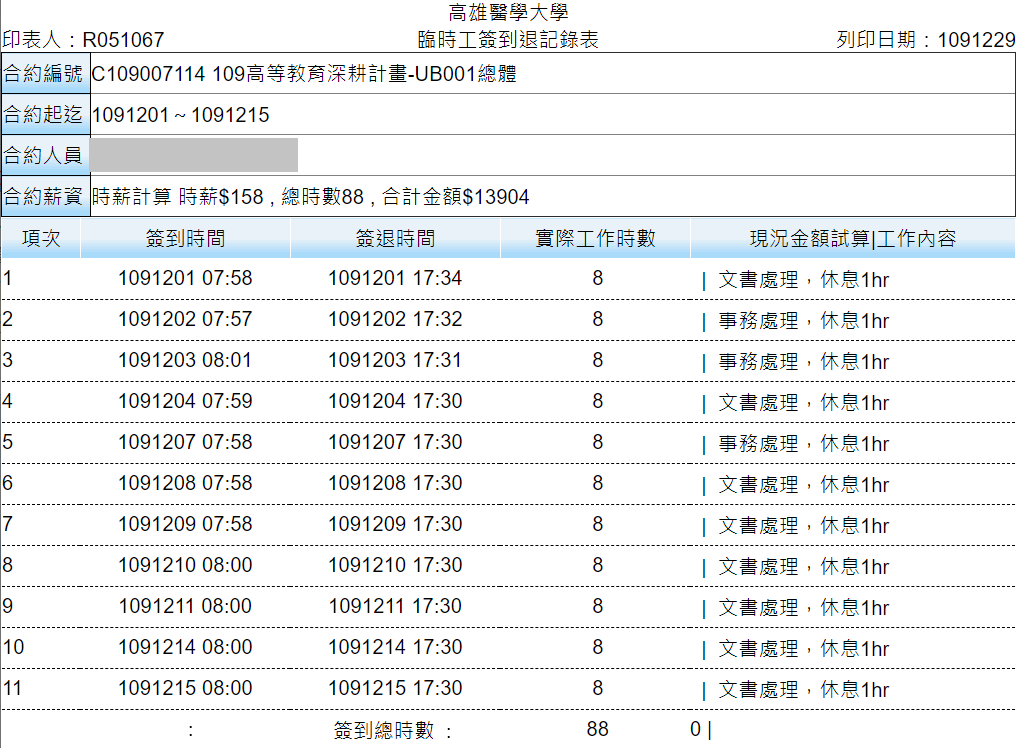 高雄醫學大學
印表人：R051067 臨時工簽到退記錄表 列印日期：1091229
合約編號 C109007114 109高等教育深耕計畫-UB001總體
合約起迄 1091201 ~ 1091215
合約人員
合約薪資 時薪計算 時薪$158 , 總時數88 , 合計金額$13904
項次 簽到時間 簽退時間 實際工作時數 現況金額試算|工作內容
1 1091201 07:58 1091201 17:34 8 | 文書處理，休息1hr
2 1091202 07:57 1091202 17:32 8 | 事務處理，休息1hr
3 1091203 08:01 1091203 17:31 8 | 事務處理，休息1hr
4 1091204 07:59 1091204 17:30 8 | 文書處理，休息1hr
5 1091207 07:58 1091207 17:30 8 | 事務處理，休息1hr
6 1091208 07:58 1091208 17:30 8 | 文書處理，休息1hr
7 1091209 07:58 1091209 17:30 8 | 文書處理，休息1hr
8 1091210 08:00 1091210 17:30 8 | 文書處理，休息1hr
9 1091211 08:00 1091211 17:30 8 | 文書處理，休息1hr
10 1091214 08:00 1091214 17:30 8 | 文書處理，休息1hr
11 1091215 08:00 1091215 17:30 8 | 文書處理，休息1hr
: 簽到總時數 : 88 0 |